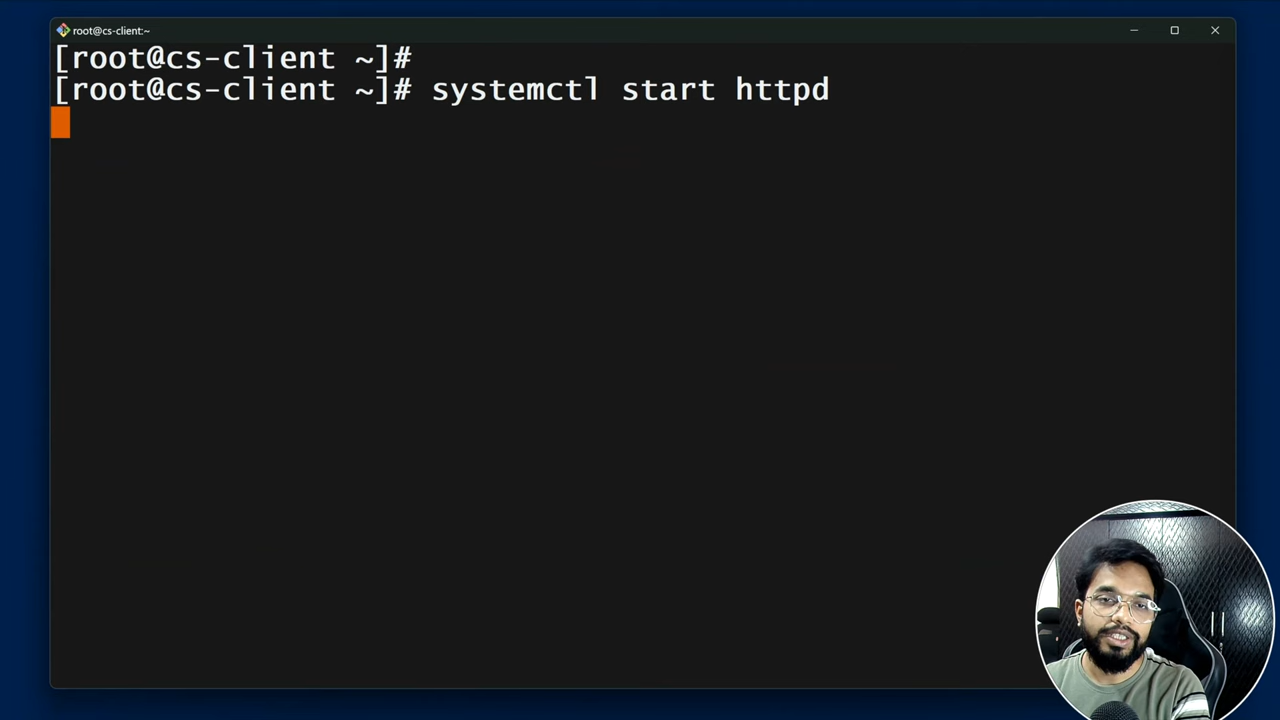 root@cs-client:~
[root@cs-client ~]#
[root@cs-client ~]# systemctl start httpd